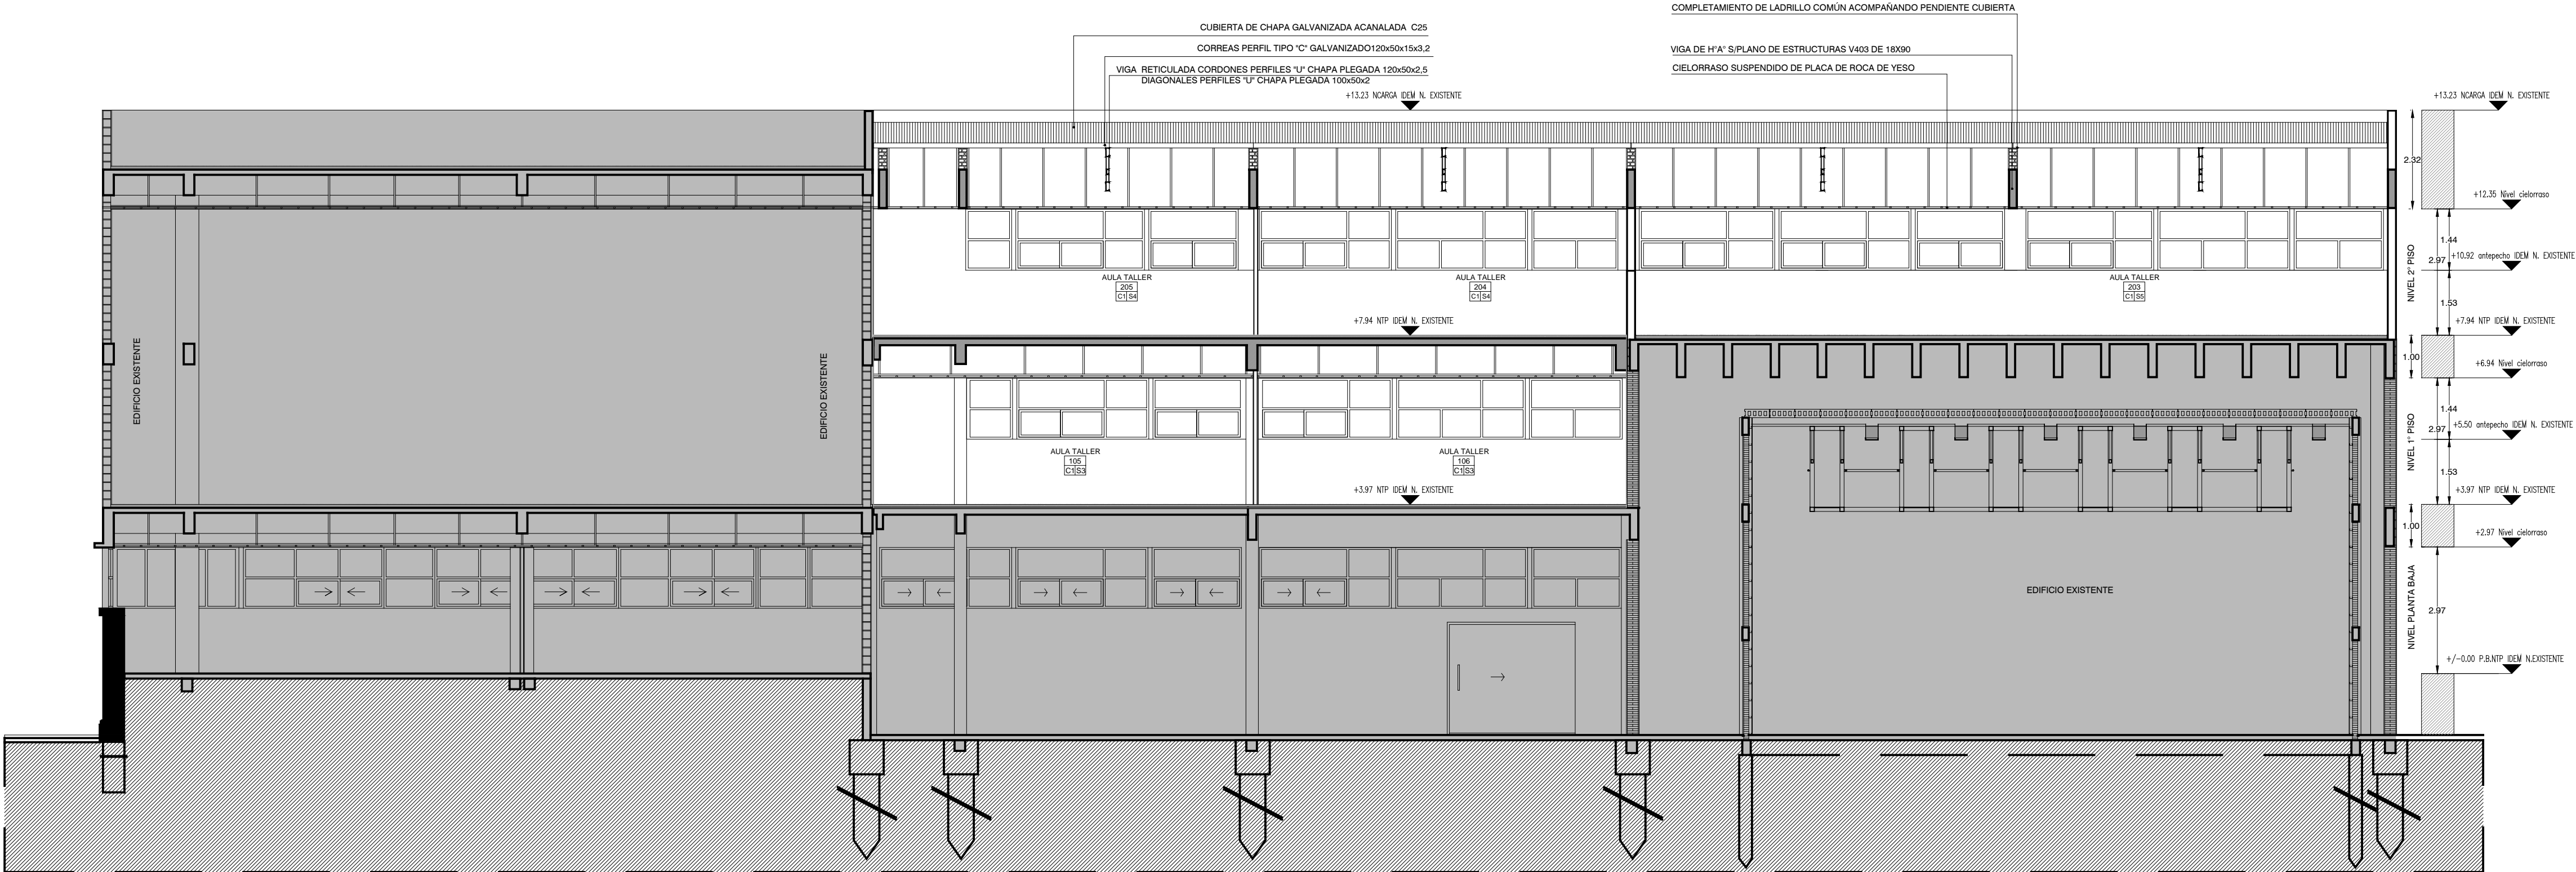 COMPLETAMIENTO DE LADRILLO COMÚN ACOMPAÑANDO PENDIENTE CUBIERTA
CUBIERTA DE CHAPA GALVANIZADA ACANALADA C25
CORREAS PERFIL TIPO "C" GALVANIZADO120x50x15x3,2
VIGA DE H°A° S/PLANO DE ESTRUCTURAS V403 DE 18X90
VIGA RETICULADA CORDONES PERFILES "U" CHAPA PLEGADA 120x50x2,5
DIAGONALES PERFILES "U" CHAPA PLEGADA 100x50x2
CIELORRASO SUSPENDIDO DE PLACA DE ROCA DE YESO
+13.23 NCARGA IDEM N. EXISTENTE
+13.23 NCARGA IDEM N. EXISTENTE
2.32
+12.35 Nivel cielorraso
1.44
NIVEL 2° PISO
2.97
+10.92 antepecho IDEM N. EXISTENTE
AULA TALLER
205
C1 S4
AULA TALLER
204
C1 S4
AULA TALLER
203
C1 S5
1.53
+7.94 NTP IDEM N. EXISTENTE
+7.94 NTP IDEM N. EXISTENTE
EDIFICIO EXISTENTE
EDIFICIO EXISTENTE
1.00
+6.94 Nivel cielorraso
1.44
NIVEL 1° PISO
2.97
+5.50 antepecho IDEM N. EXISTENTE
AULA TALLER
105
C1 S3
AULA TALLER
106
C1 S3
1.53
+3.97 NTP IDEM N. EXISTENTE
+3.97 NTP IDEM N. EXISTENTE
1.00
+2.97 Nivel cielorraso
EDIFICIO EXISTENTE
NIVEL PLANTA BAJA
2.97
+/-0.00 P.B.NTP IDEM N.EXISTENTE